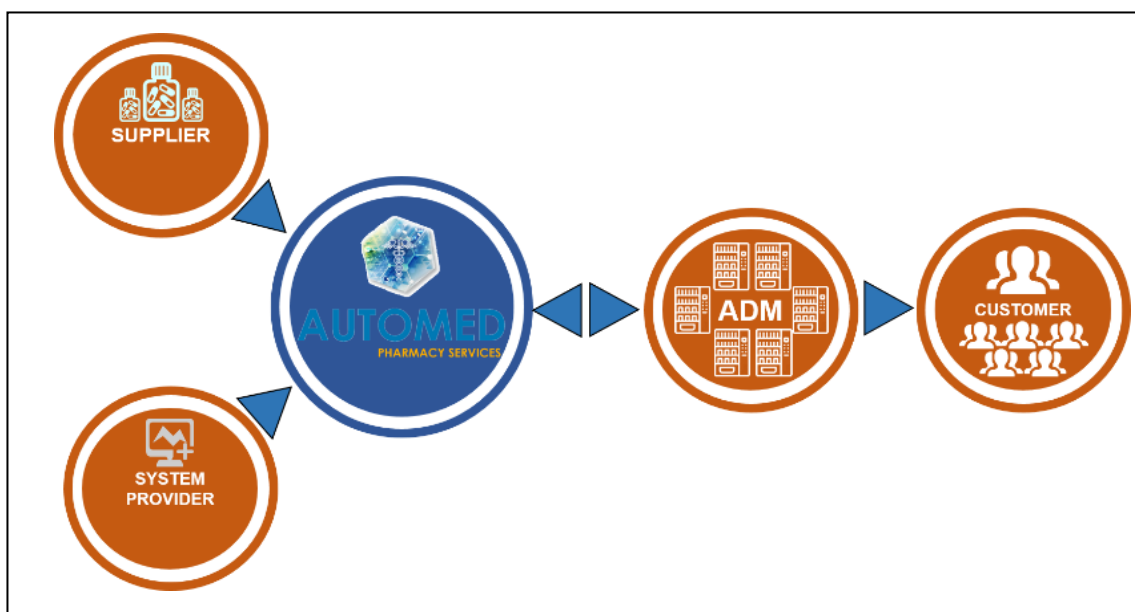 SUPPLIER
AUTOMED
PHARMACY SERVICES
SYSTEM
PROVIDER
ADM
CUSTOMER